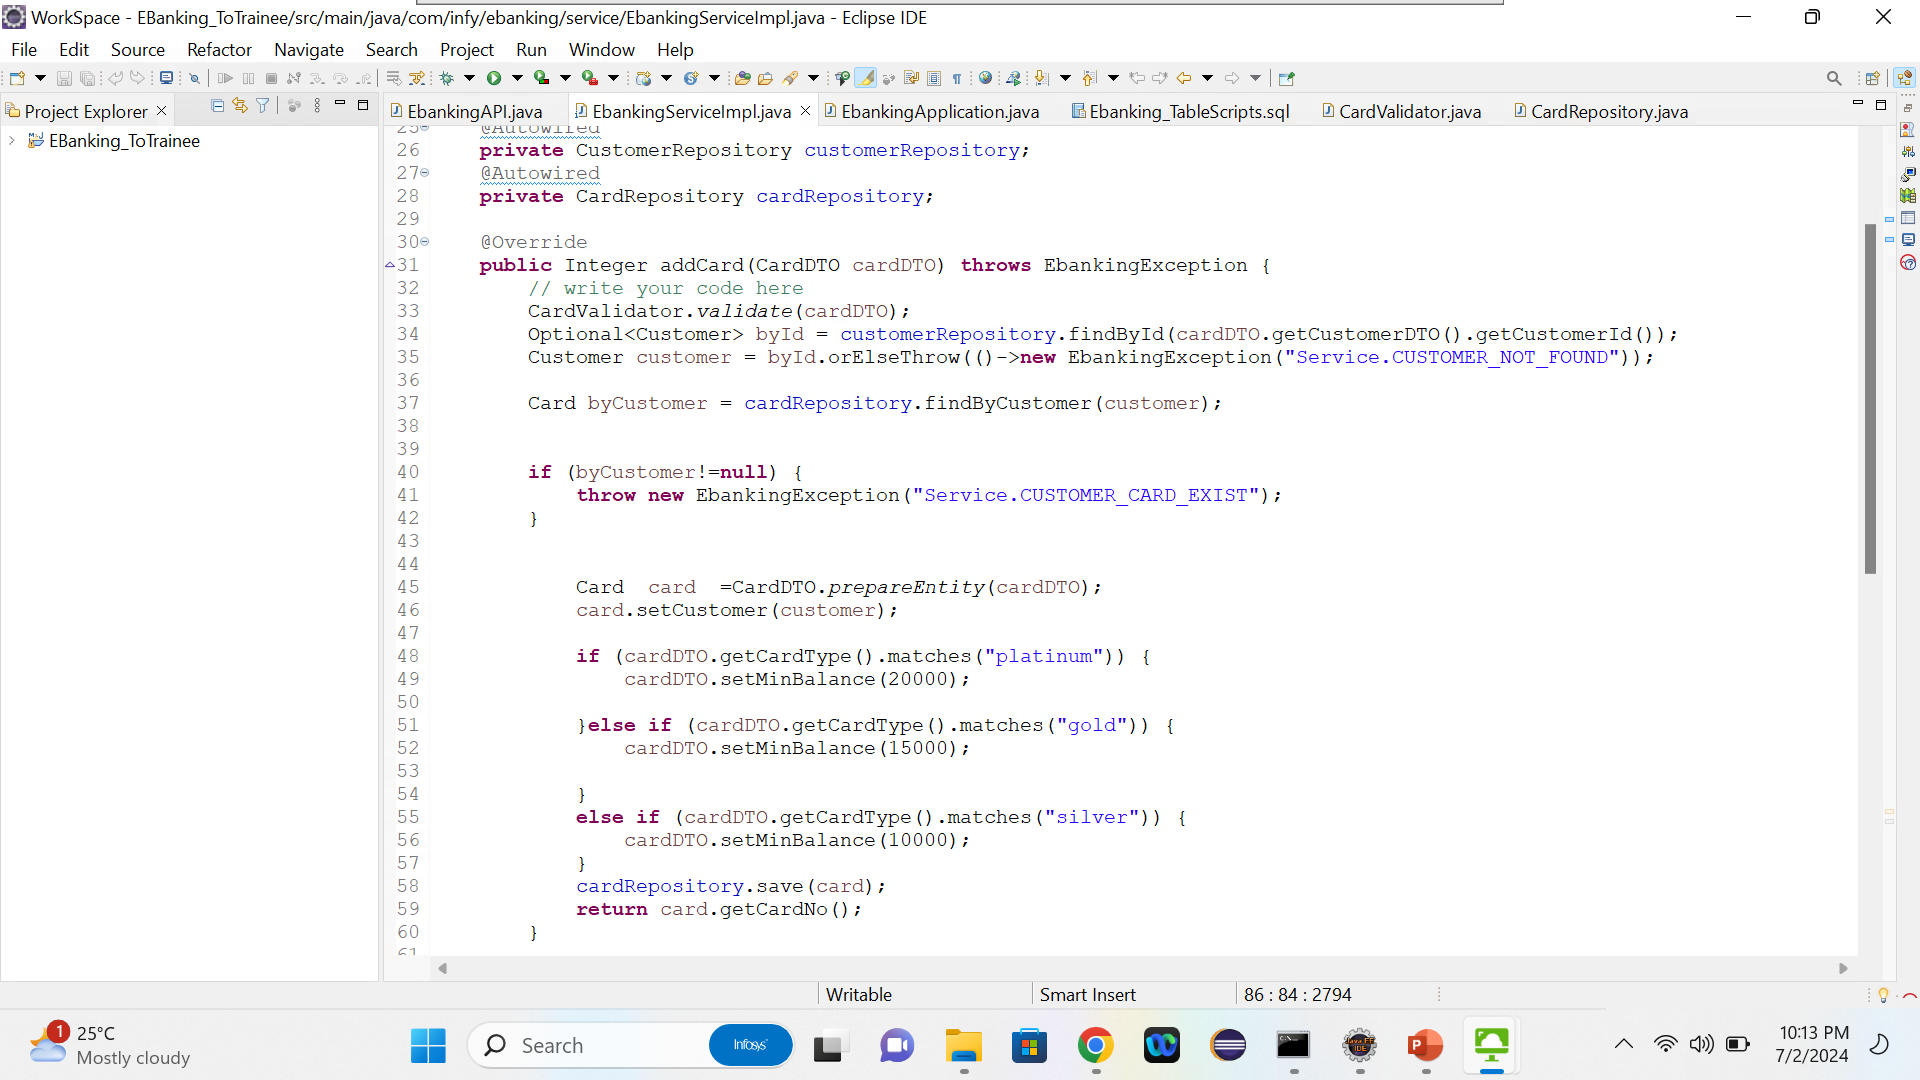 WorkSpace - EBanking_ToTrainee/src/main/java/com/infy/ebanking/service/EbankingServiceImpl.java - Eclipse IDE
File Edit Source Refactor Navigate Search Project Run Window Help
Project Explorer
EbankingAPI.java EbankingServiceImpl.java EbankingApplication.java Ebanking_TableScripts.sql CardValidator.java CardRepository.java
EBanking_ToTrainee
25 @Autowired
26 private CustomerRepository customerRepository;
27 @Autowired
28 private CardRepository cardRepository;
29
30 @Override
31 public Integer addCard(CardDTO cardDTO) throws EbankingException {
32 // write your code here
33 CardValidator.validate(cardDTO);
34 Optional<Customer> byId = customerRepository.findById(cardDTO.getCustomerDTO().getCustomerId());
35 Customer customer = byId.orElseThrow(()->new EbankingException("Service.CUSTOMER_NOT_FOUND"));
36
37 Card byCustomer = cardRepository.findByCustomer(customer);
38
39
40 if (byCustomer!=null) {
41 throw new EbankingException("Service.CUSTOMER_CARD_EXIST");
42 }
43
44
45 Card card =CardDTO.prepareEntity(cardDTO);
46 card.setCustomer(customer);
47
48 if (cardDTO.getCardType().matches("platinum")) {
49 cardDTO.setMinBalance(20000);
50
51 }else if (cardDTO.getCardType().matches("gold")) {
52 cardDTO.setMinBalance(15000);
53
54 }
55 else if (cardDTO.getCardType().matches("silver")) {
56 cardDTO.setMinBalance(10000);
57 }
58 cardRepository.save(card);
59 return card.getCardNo();
60 }
61
Writable Smart Insert 86 : 84 : 2794
1
25°C
Mostly cloudy
Search
Infosys
10:13 PM
7/2/2024